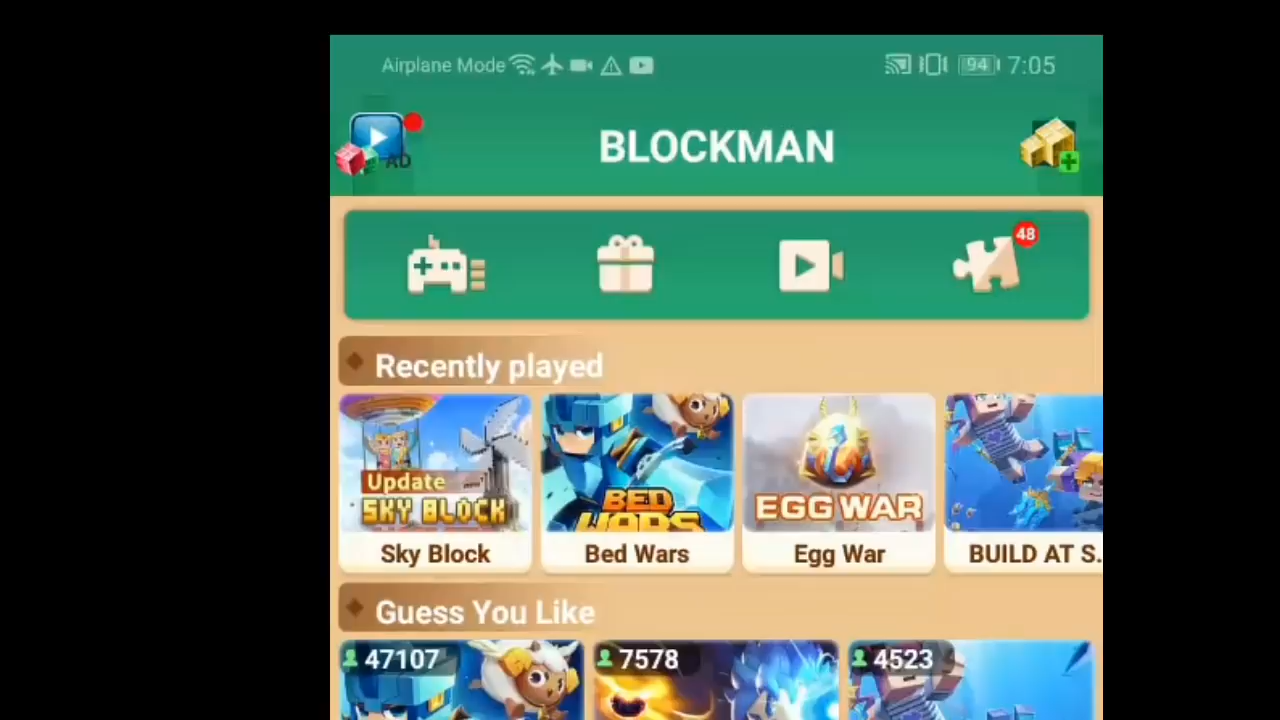 Airplane Mode 94 7:05
AD
BLOCKMAN
48
Recently played
Update
SKY BLOCK
BED
WARS
EGG WAR
Sky Block
Bed Wars
Egg War
BUILD AT S..
Guess You Like
47107
7578
4523